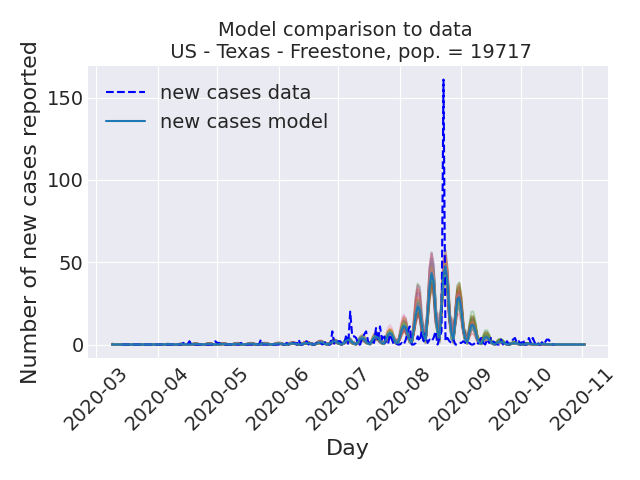 Model comparison to data
US - Texas - Freestone, pop. = 19717
Number of new cases reported
150
100
50
0
new cases data
new cases model
2020-03
2020-04
2020-05
2020-06
2020-07
2020-08
2020-09
2020-10
2020-11
Day